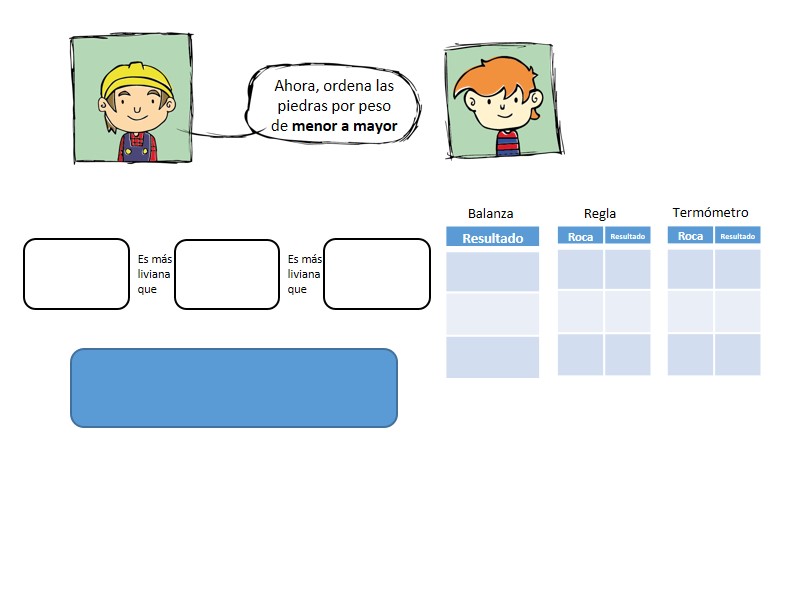 Ahora, ordena las
piedras por peso
de menor a mayor
Es más
liviana
que
Es más
liviana
que
Balanza
Resultado
Regla
Roca Resultado
Termómetro
Roca Resultado